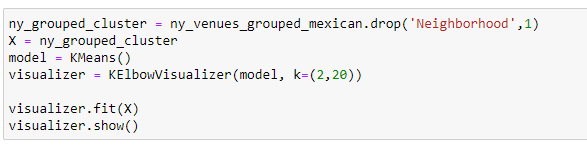 ny_grouped_cluster = ny_venues_grouped_mexican.drop('Neighborhood',1)
X = ny_grouped_cluster
model = KMeans()
visualizer = KElbowVisualizer(model, k=(2,20))
visualizer.fit(X)
visualizer.show()